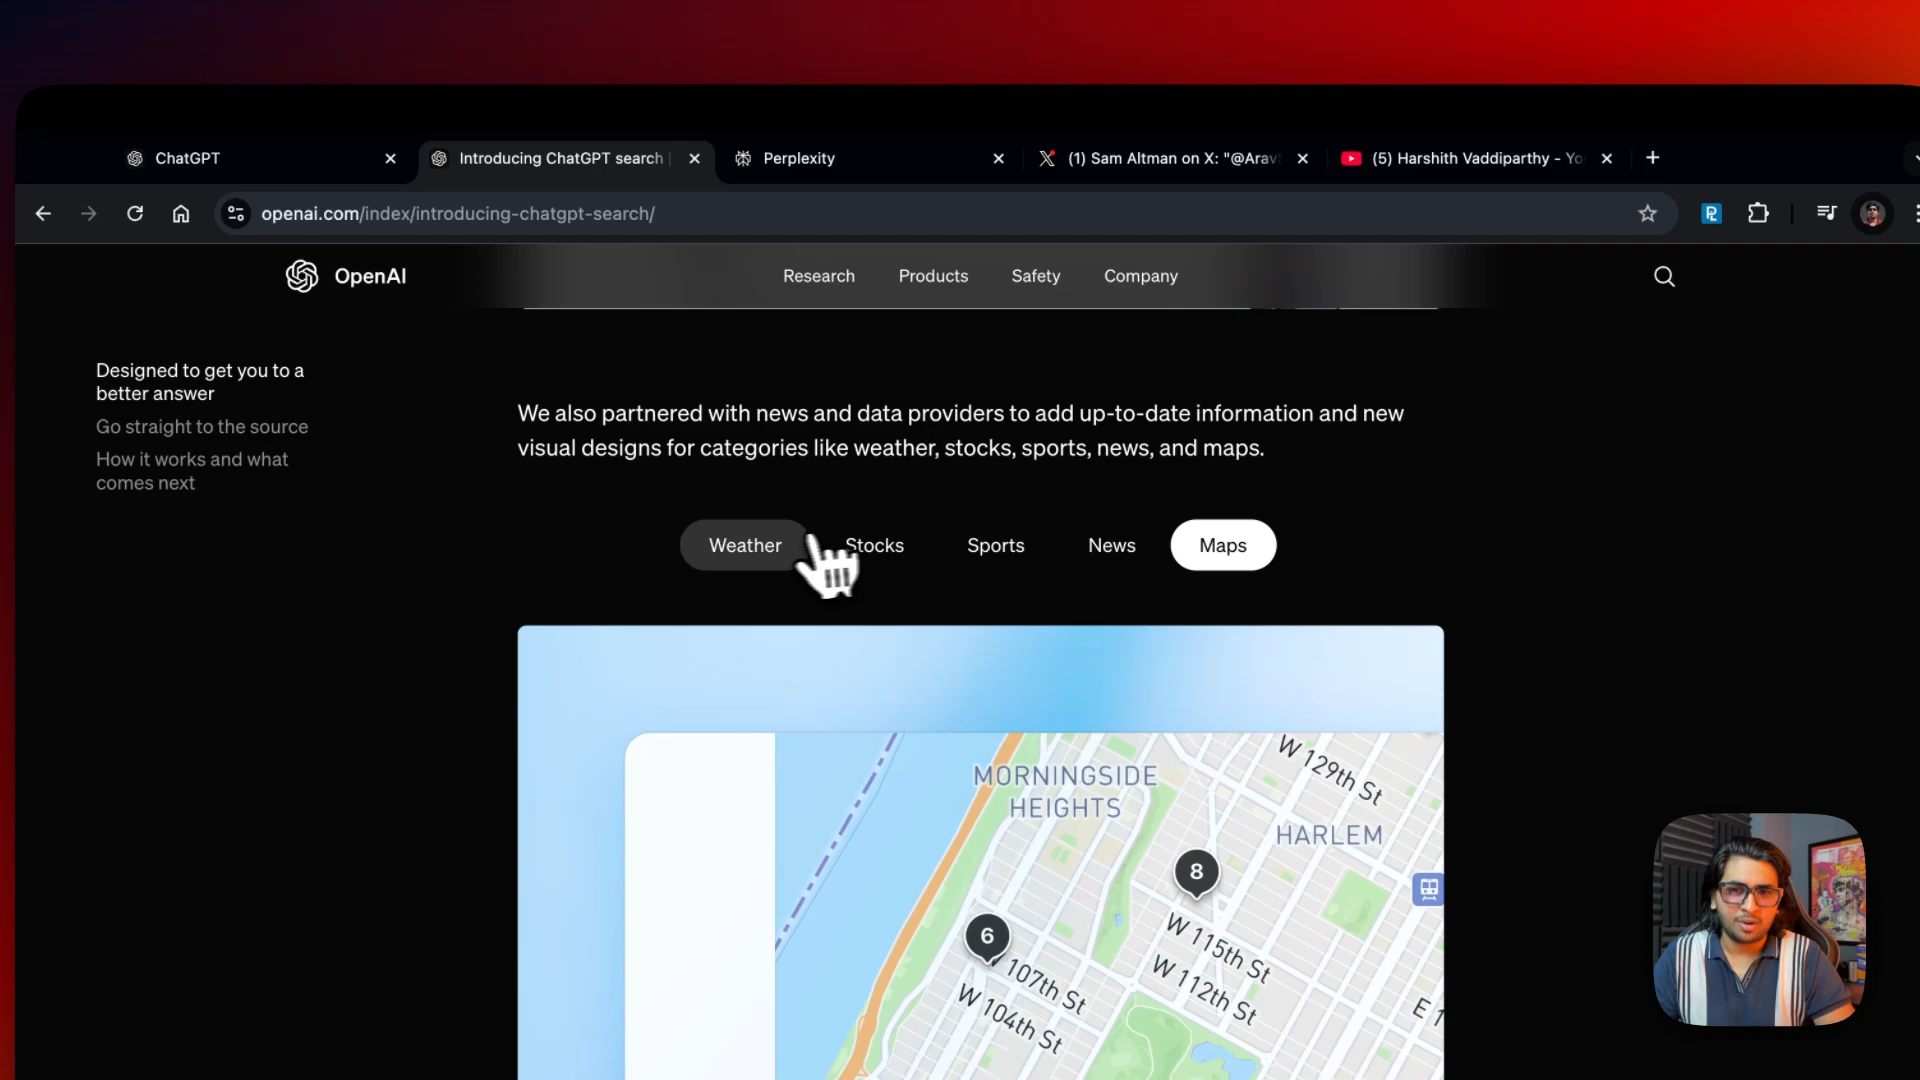 ChatGPT
Introducing ChatGPT search |
Perplexity
(1) Sam Altman on X: "@Arav
(5) Harshith Vaddiparthy - Yo
openai.com/index/introducing-chatgpt-search/
OpenAI
Research
Products
Safety
Company
Designed to get you to a
better answer
Go straight to the source
How it works and what
comes next
We also partnered with news and data providers to add up-to-date information and new
visual designs for categories like weather, stocks, sports, news, and maps.
Weather
Stocks
Sports
News
Maps
MORNINGSIDE
HEIGHTS
W 129th St
HARLEM
8
6
W 115th St
107th St
W 112th St
W 104th St
E 1